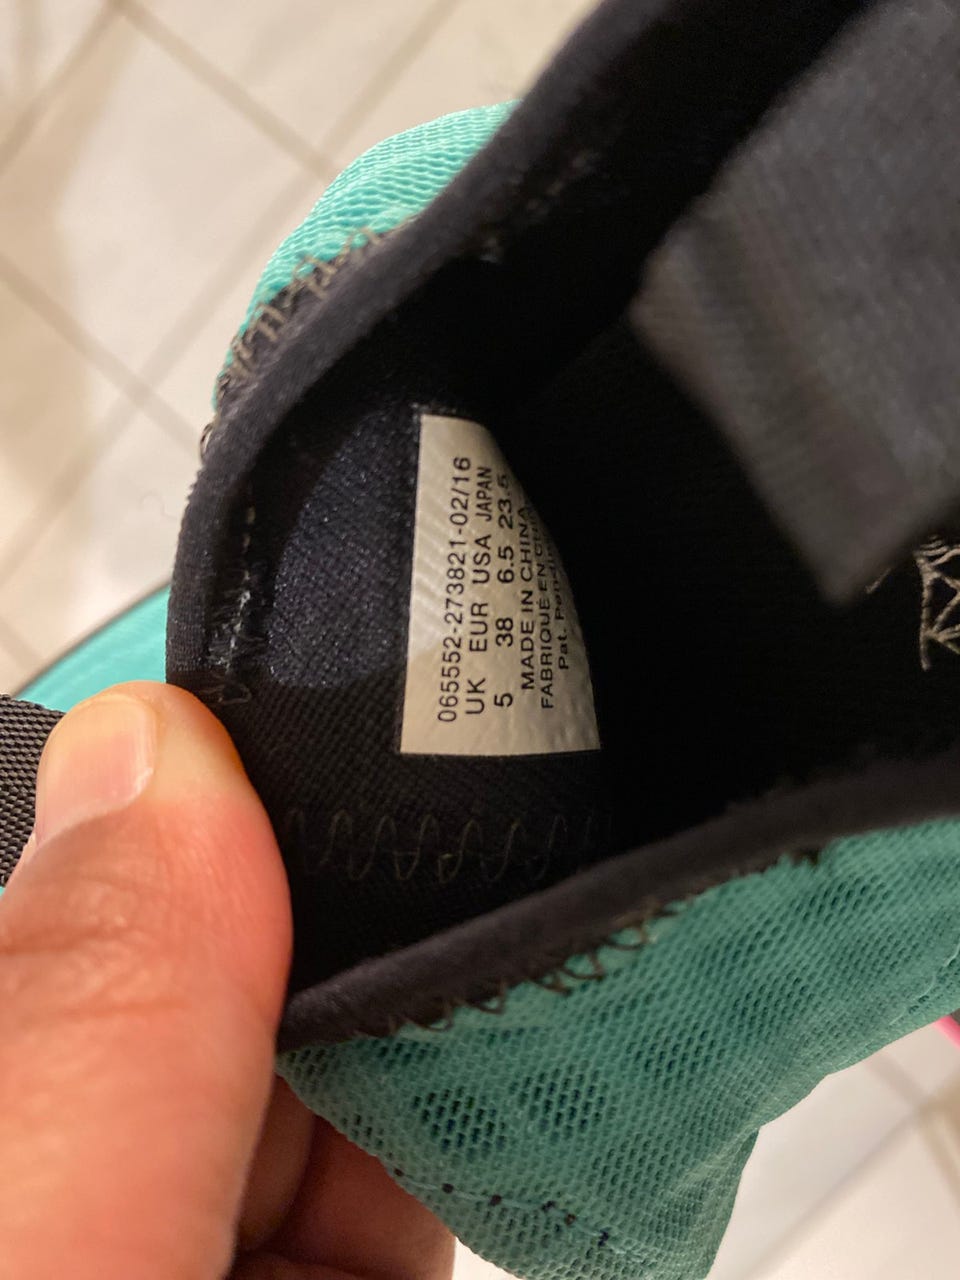 065552-273821-02/16
UK EUR USA JAPAN
5 38 6.5 23.5
MADE IN CHINA
FABRIQUE EN
Pat.